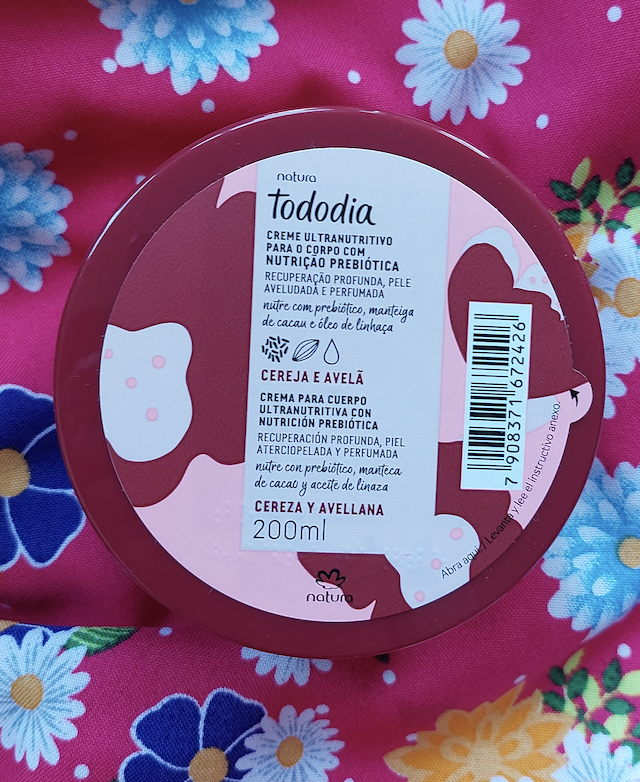 natura
tododia
CREME ULTRANUTRITIVO
PARA O CORPO COM
NUTRIÇÃO PREBIÓTICA
RECUPERAÇÃO PROFUNDA, PELE
AVELUDADA E PERFUMADA
nutre com prebiótico, manteiga
de cacau e óleo de linhaça
CEREJA E AVELÃ
CREMA PARA CUERPO
ULTRANUTRITIVA CON
NUTRICIÓN PREBIÓTICA
RECUPERACIÓN PROFUNDA, PIEL
ATERCIOPELADA Y PERFUMADA
nutre con prebiótico, manteca
de cacao y aceite de linaza
CEREZA Y AVELLANA
200ml
natura
7 908371 672426
Abra aqui. / Levante y lee el instructivo anexo.